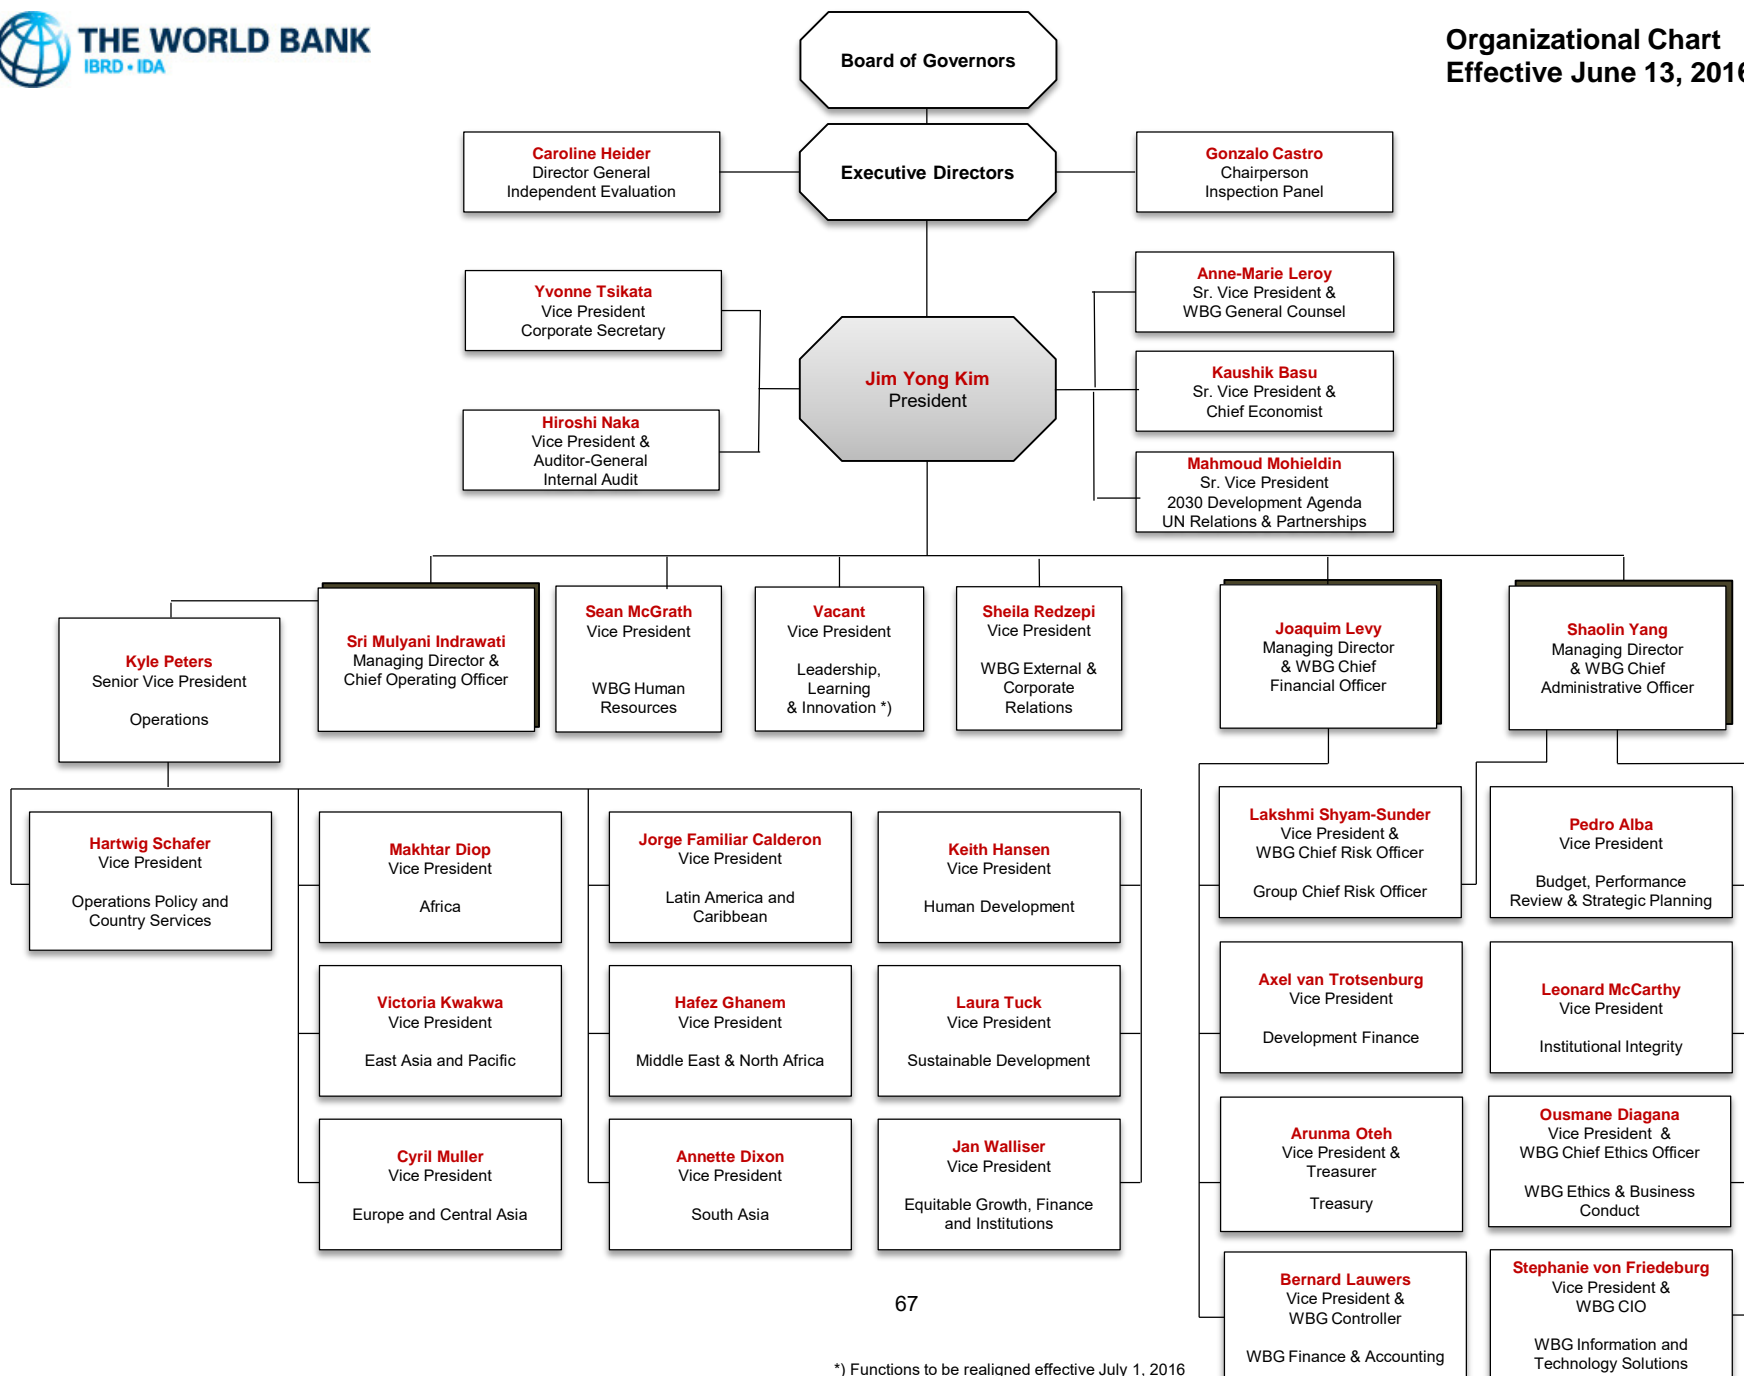 THE WORLD BANK
IBRD • IDA
Organizational Chart
Effective June 13, 2016
Board of Governors
Executive Directors
Caroline Heider
Director General
Independent Evaluation
Gonzalo Castro
Chairperson
Inspection Panel
Yvonne Tsikata
Vice President
Corporate Secretary
Anne-Marie Leroy
Sr. Vice President &
WBG General Counsel
Jim Yong Kim
President
Kaushik Basu
Sr. Vice President &
Chief Economist
Hiroshi Naka
Vice President &
Auditor-General
Internal Audit
Mahmoud Mohieldin
Sr. Vice President
2030 Development Agenda
UN Relations & Partnerships
Kyle Peters
Senior Vice President
Operations
Sri Mulyani Indrawati
Managing Director &
Chief Operating Officer
Sean McGrath
Vice President
WBG Human
Resources
Vacant
Vice President
Leadership,
Learning
& Innovation *)
Sheila Redzepi
Vice President
WBG External &
Corporate
Relations
Joaquim Levy
Managing Director
& WBG Chief
Financial Officer
Shaolin Yang
Managing Director
& WBG Chief
Administrative Officer
Hartwig Schafer
Vice President
Operations Policy and
Country Services
Makhtar Diop
Vice President
Africa
Jorge Familiar Calderon
Vice President
Latin America and
Caribbean
Keith Hansen
Vice President
Human Development
Lakshmi Shyam-Sunder
Vice President &
WBG Chief Risk Officer
Group Chief Risk Officer
Pedro Alba
Vice President
Budget, Performance
Review & Strategic Planning
Victoria Kwakwa
Vice President
East Asia and Pacific
Hafez Ghanem
Vice President
Middle East & North Africa
Laura Tuck
Vice President
Sustainable Development
Axel van Trotsenburg
Vice President
Development Finance
Leonard McCarthy
Vice President
Institutional Integrity
Cyril Muller
Vice President
Europe and Central Asia
Annette Dixon
Vice President
South Asia
Jan Walliser
Vice President
Equitable Growth, Finance
and Institutions
Arunma Oteh
Vice President &
Treasurer
Treasury
Ousmane Diagana
Vice President &
WBG Chief Ethics Officer
WBG Ethics & Business
Conduct
Bernard Lauwers
Vice President &
WBG Controller
WBG Finance & Accounting
Stephanie von Friedeburg
Vice President &
WBG CIO
WBG Information and
Technology Solutions
67
*) Functions to be realigned effective July 1, 2016